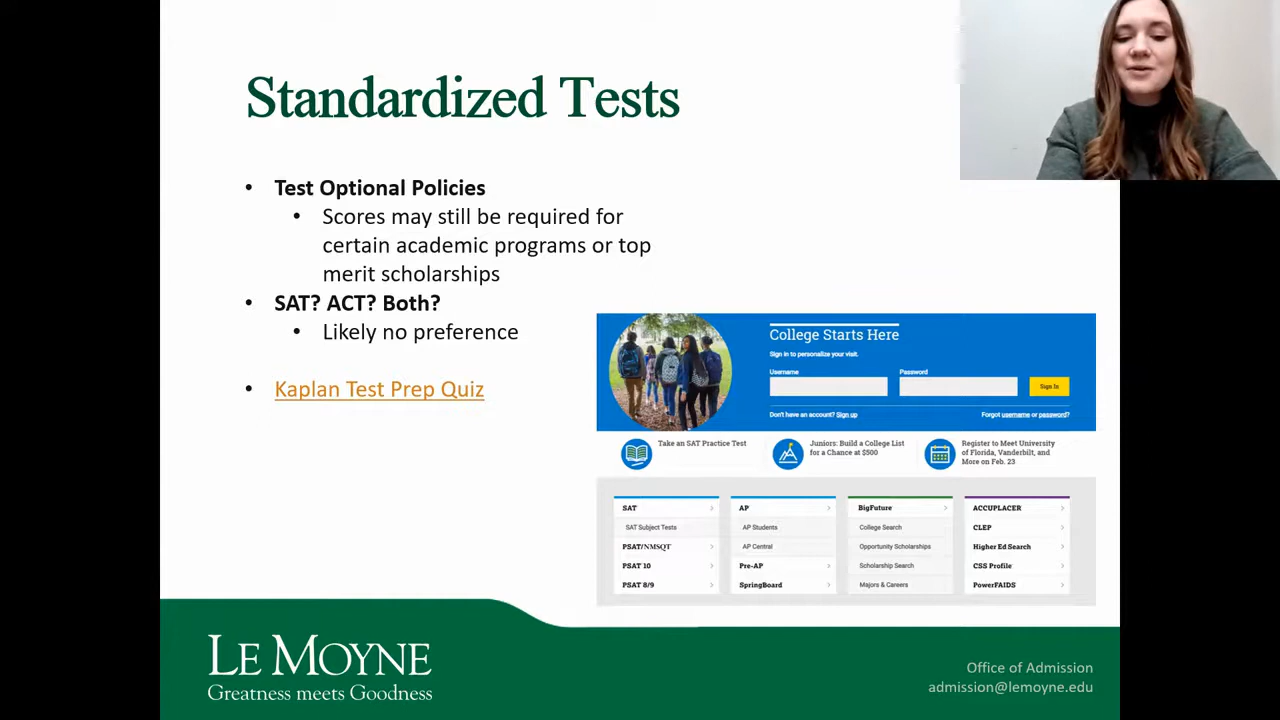 Standardized Tests
• Test Optional Policies
• Scores may still be required for
certain academic programs or top
merit scholarships
• SAT? ACT? Both?
• Likely no preference
• Kaplan Test Prep Quiz
College Starts Here
Sign in to personalize your visit.
Username Password
Sign In
Don't have an account? Sign up Forgot username or password?
Take an SAT Practice Test
Juniors: Build a College List
for a Chance at $500
Register to Meet University
of Florida, Vanderbilt, and
More on Feb. 23
SAT
SAT Subject Tests
PSAT/NMSQT
PSAT 10
PSAT 8/9
AP
AP Students
AP Central
Pre-AP
SpringBoard
BigFuture
College Search
Opportunity Scholarships
Scholarship Search
Majors & Careers
ACCUPLACER
CLEP
Higher Ed Search
CSS Profile
PowerFAIDS
LE MOYNE
Greatness meets Goodness
Office of Admission
admission@lemoyne.edu